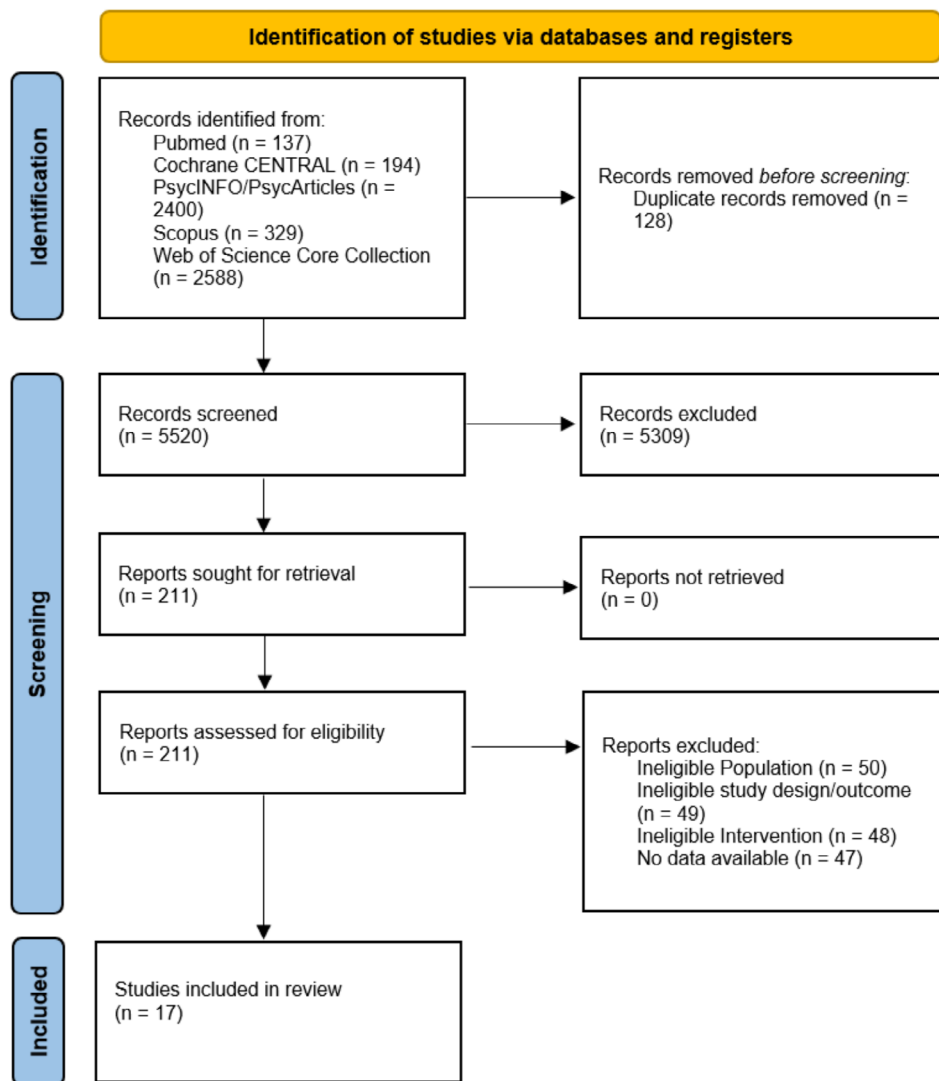 Identification of studies via databases and registers
Identification
Records identified from:
Pubmed (n = 137)
Cochrane CENTRAL (n = 194)
PsycINFO/PsycArticles (n =
2400)
Scopus (n = 329)
Web of Science Core Collection
(n = 2588)
Records removed before screening:
Duplicate records removed (n =
128)
Screening
Records screened
(n = 5520)
Records excluded
(n = 5309)
Reports sought for retrieval
(n = 211)
Reports not retrieved
(n = 0)
Reports assessed for eligibility
(n = 211)
Reports excluded:
Ineligible Population (n = 50)
Ineligible study design/outcome
(n = 49)
Ineligible Intervention (n = 48)
No data available (n = 47)
Included
Studies included in review
(n = 17)